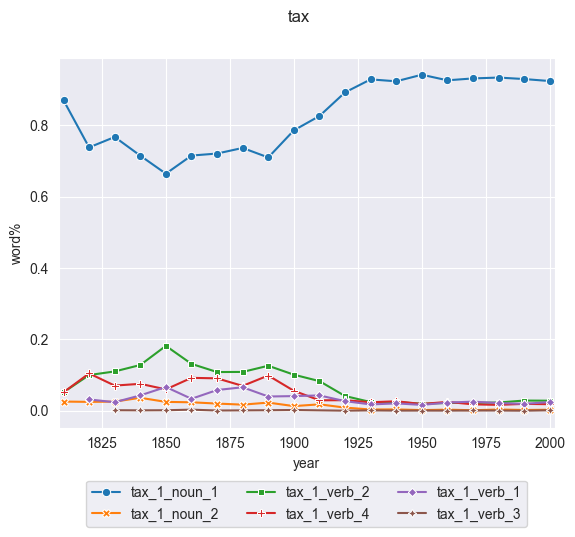 tax
0.8
0.6
0.4
0.2
0.0
word%
1825 1850 1875 1900 1925 1950 1975 2000
year
tax_1_noun_1 tax_1_verb_2 tax_1_verb_1
tax_1_noun_2 tax_1_verb_4 tax_1_verb_3